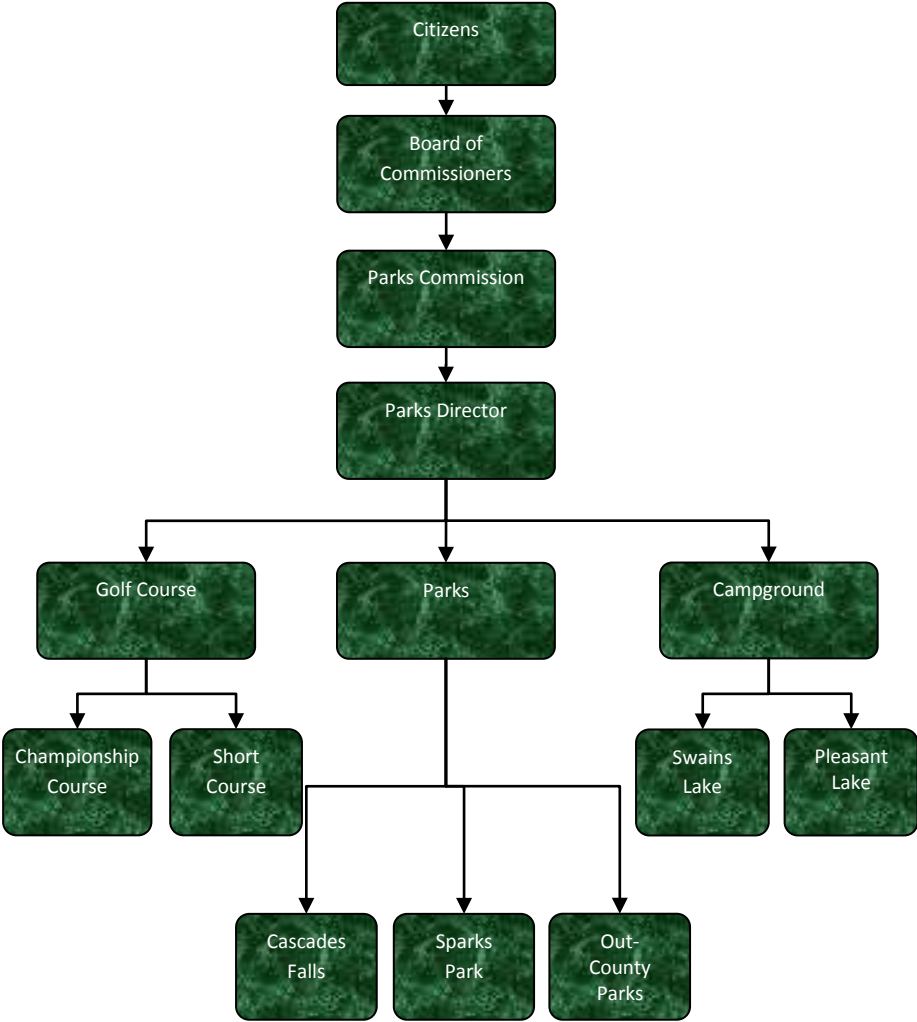 Citizens
Board of
Commissioners
Parks Commission
Parks Director
Golf Course
Parks
Campground
Championship
Course
Short
Course
Swains
Lake
Pleasant
Lake
Cascades
Falls
Sparks
Park
Out-
County
Parks